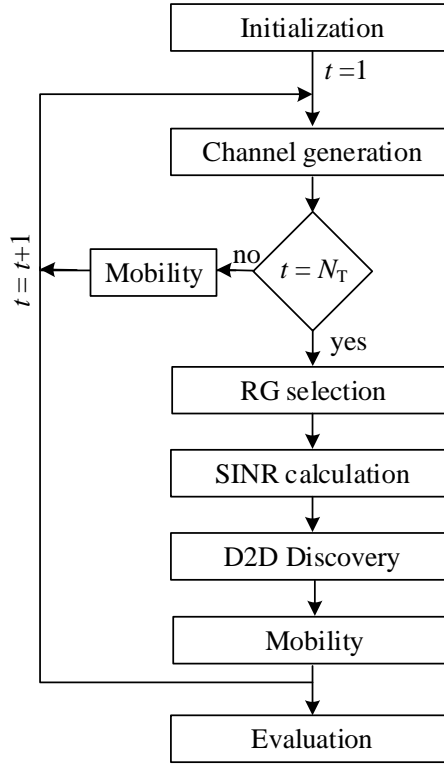 Initialization
t =1
Channel generation
t = N_T
no
Mobility
t = t+1
yes
RG selection
SINR calculation
D2D Discovery
Mobility
Evaluation